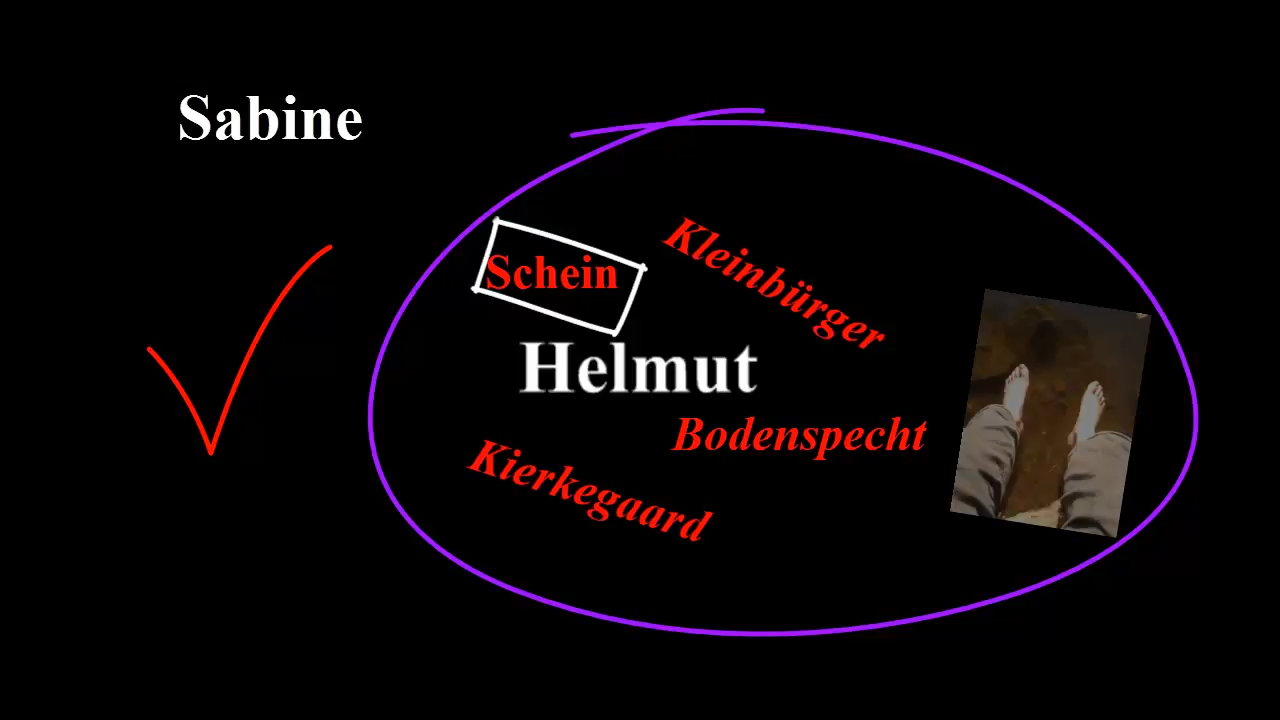 Sabine
Schein
Kleinbürger
Helmut
Bodenspecht
Kierkegaard